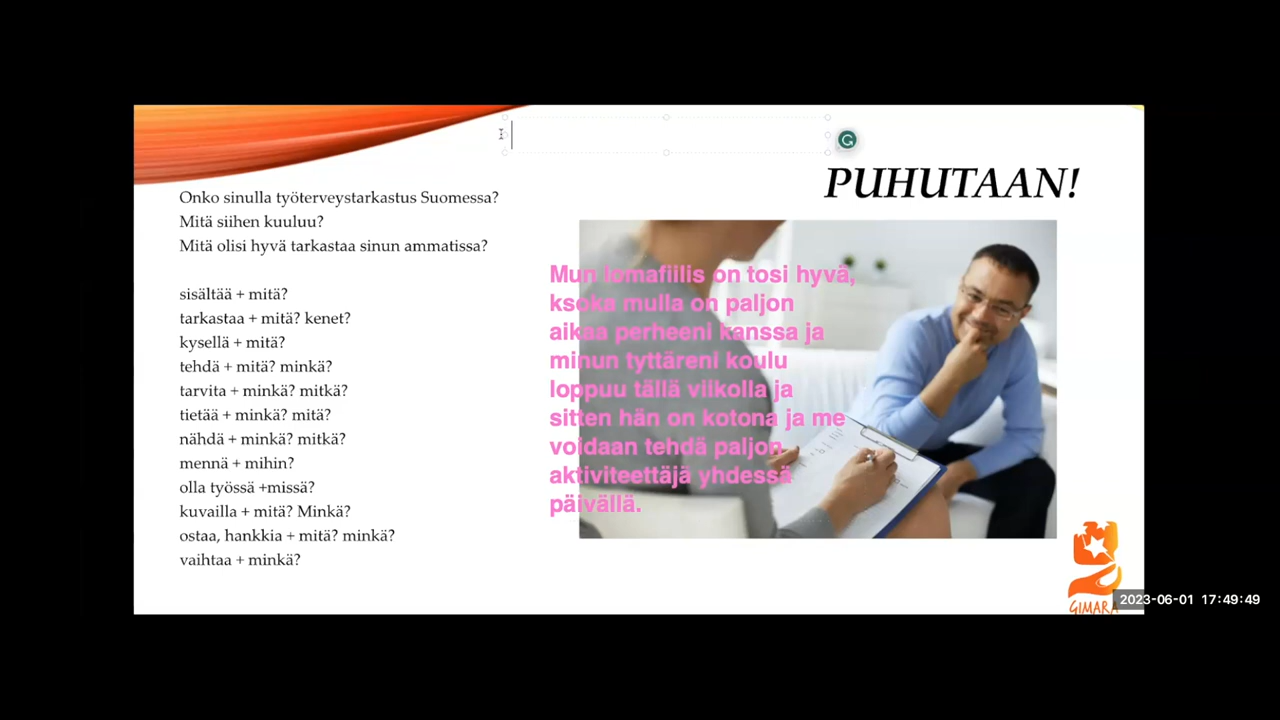 PUHUTAAN!
Onko sinulla työterveystarkastus Suomessa?
Mitä siihen kuuluu?
Mitä olisi hyvä tarkastaa sinun ammatissa?
sisältää + mitä?
tarkastaa + mitä? kenet?
kysellä + mitä?
tehdä + mitä? minkä?
tarvita + minkä? mitkä?
tietää + minkä? mitä?
nähdä + minkä? mitkä?
mennä + mihin?
olla työssä +missä?
kuvailla + mitä? Minkä?
ostaa, hankkia + mitä? minkä?
vaihtaa + minkä?
Mun lomafiilis on tosi hyvä,
ksoka mulla on paljon
aikaa perheeni kanssa ja
minun tyttäreni koulu
loppuu tällä viikolla ja
sitten hän on kotona ja me
voidaan tehdä paljon
aktiviteettäjä yhdessä
päivällä.
GIMARA
2023-06-01 17:49:49